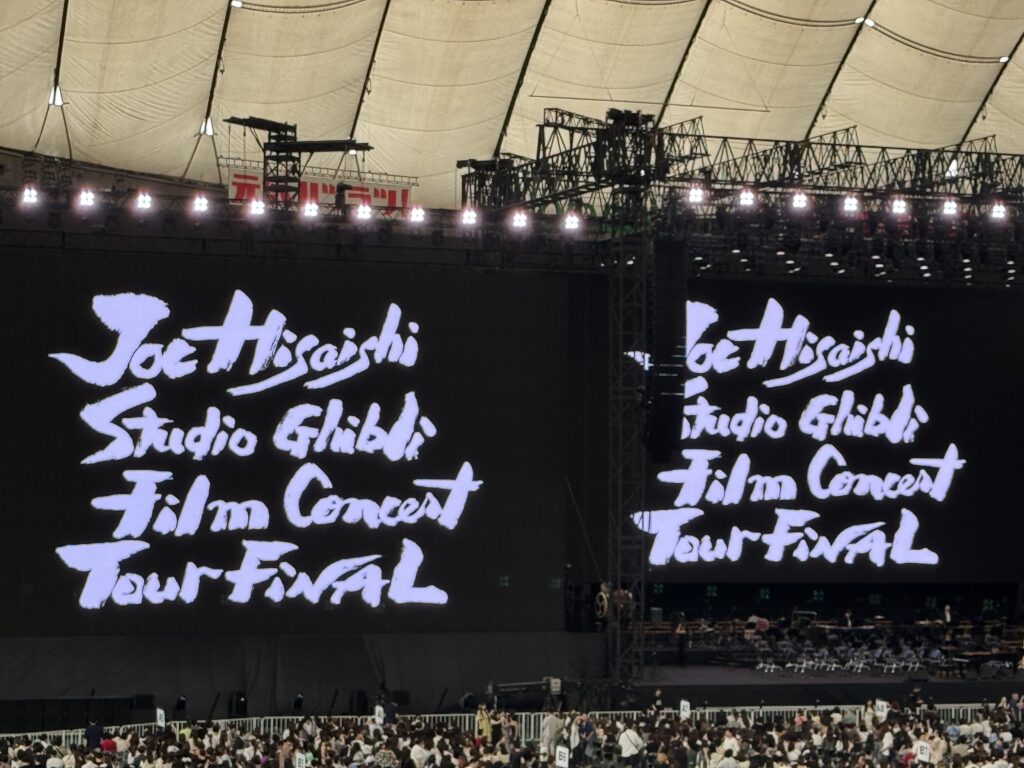 Joe Hisaishi
Studio Ghibli
Film Concert
Tour FiNAL
Joe Hisaishi
Studio Ghibli
Film Concert
Tour FiNAL